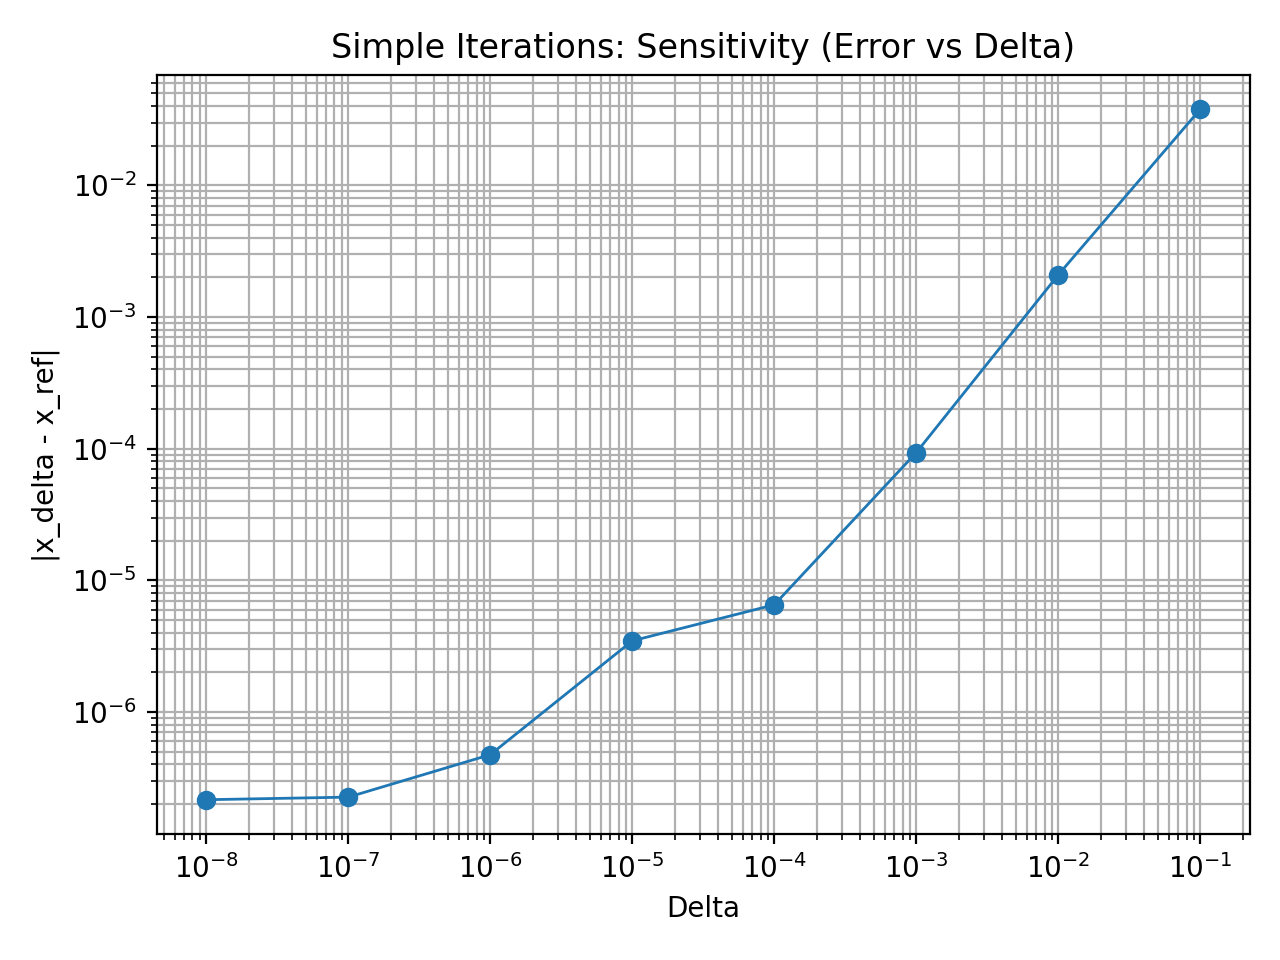 Simple Iterations: Sensitivity (Error vs Delta)
|x_delta - x_ref|
10⁻²
10⁻³
10⁻⁴
10⁻⁵
10⁻⁶
10⁻⁸ 10⁻⁷ 10⁻⁶ 10⁻⁵ 10⁻⁴ 10⁻³ 10⁻² 10⁻¹
Delta